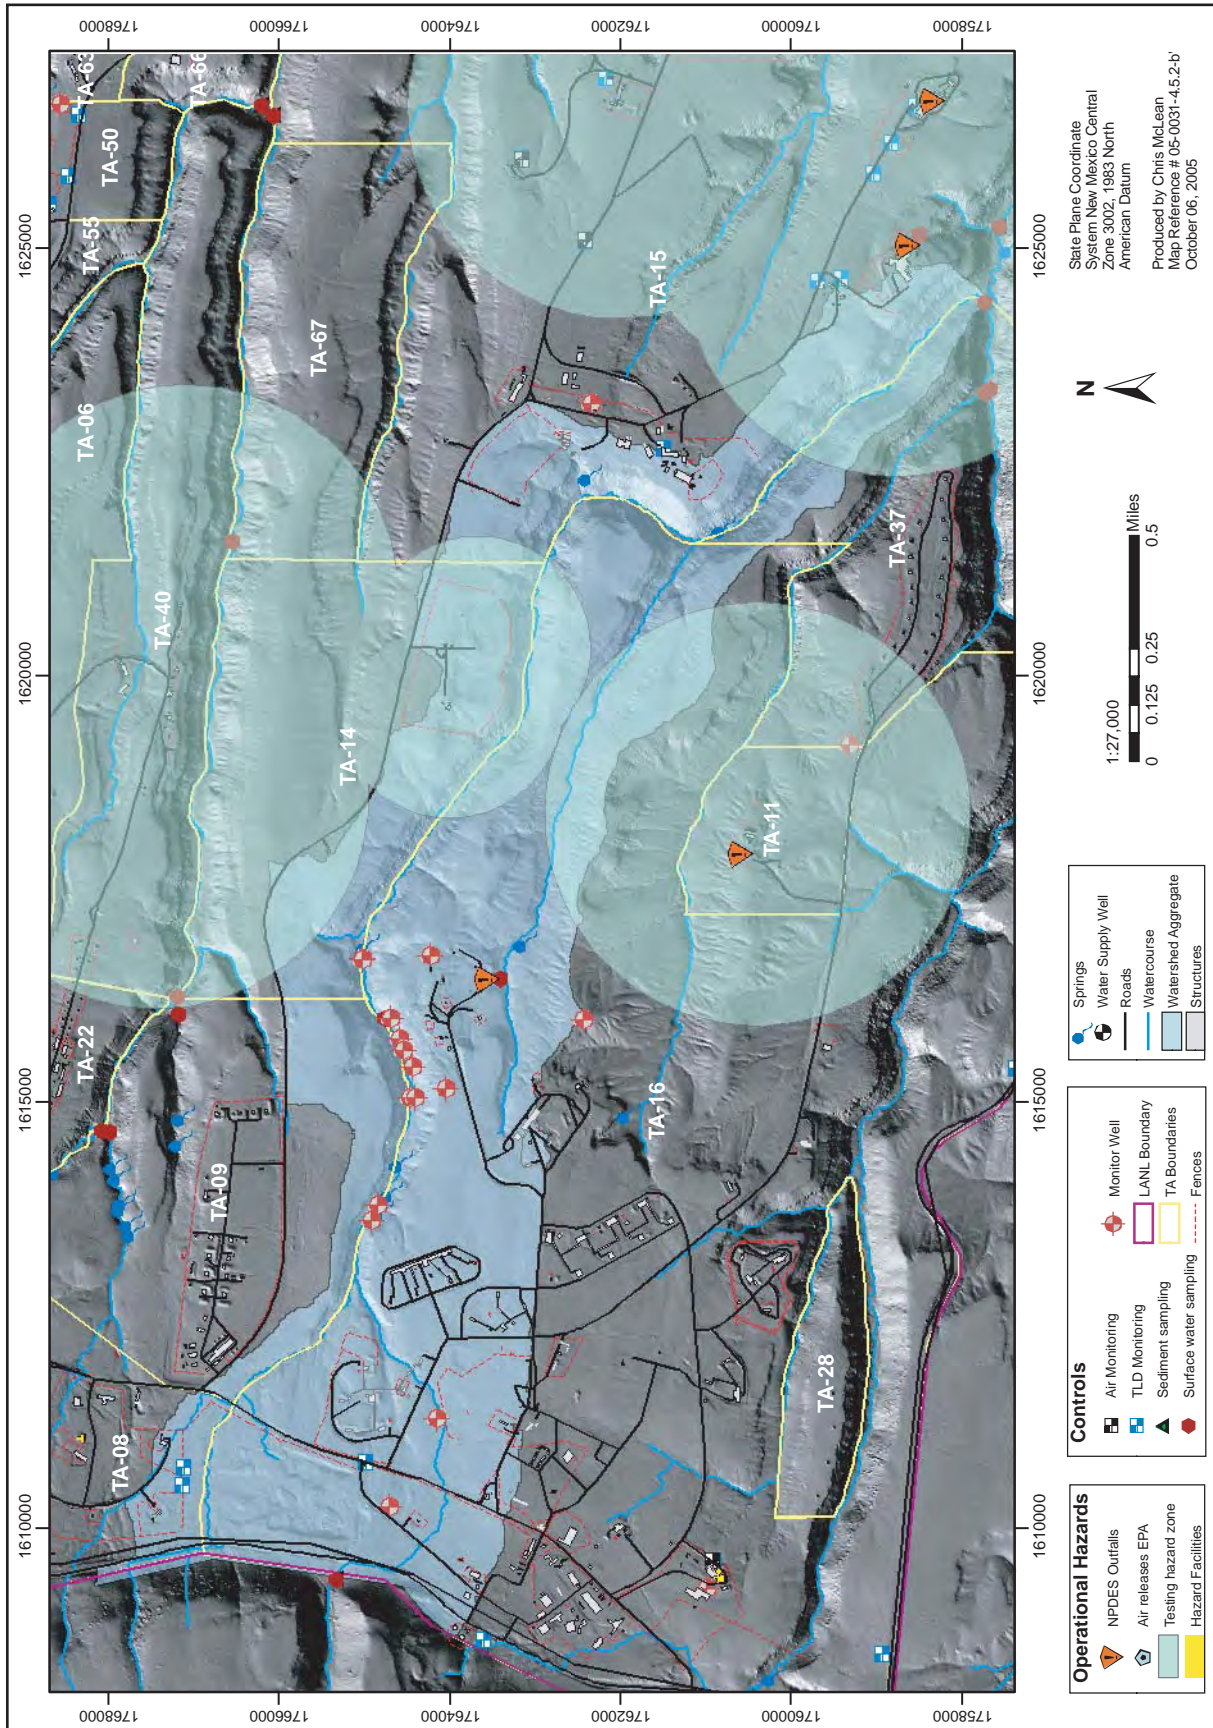 1610000
1615000
1620000
1625000
1768000
1766000
1764000
1762000
1760000
1758000
1768000
1766000
1764000
1762000
1760000
1758000
TA-08
TA-22
TA-09
TA-40
TA-06
TA-55
TA-50
TA-63
TA-66
TA-67
TA-14
TA-15
TA-16
TA-11
TA-37
TA-28
1610000
1615000
1620000
1625000
Operational Hazards
NPDES Outfalls
Air releases EPA
Testing hazard zone
Hazard Facilities
Controls
Air Monitoring
TLD Monitoring
Sediment sampling
Surface water sampling
Monitor Well
LANL Boundary
TA Boundaries
Fences
Springs
Water Supply Well
Roads
Watercourse
Watershed Aggregate
Structures
1:27,000
0 0.125 0.25 0.5
Miles
N
State Plane Coordinate
System New Mexico Central
Zone 3002, 1983 North
American Datum
Produced by Chris McLean
Map Reference # 05-0031-4.5.2-b'
October 06, 2005